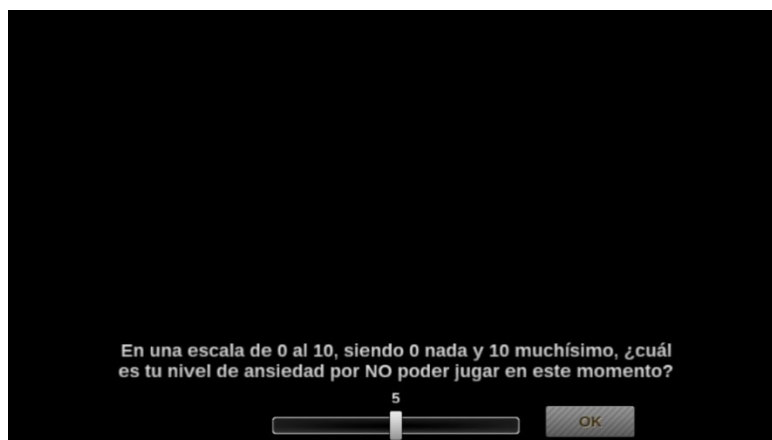 En una escala de 0 al 10, siendo 0 nada y 10 muchísimo, ¿cuál
es tu nivel de ansiedad por NO poder jugar en este momento?
5
OK